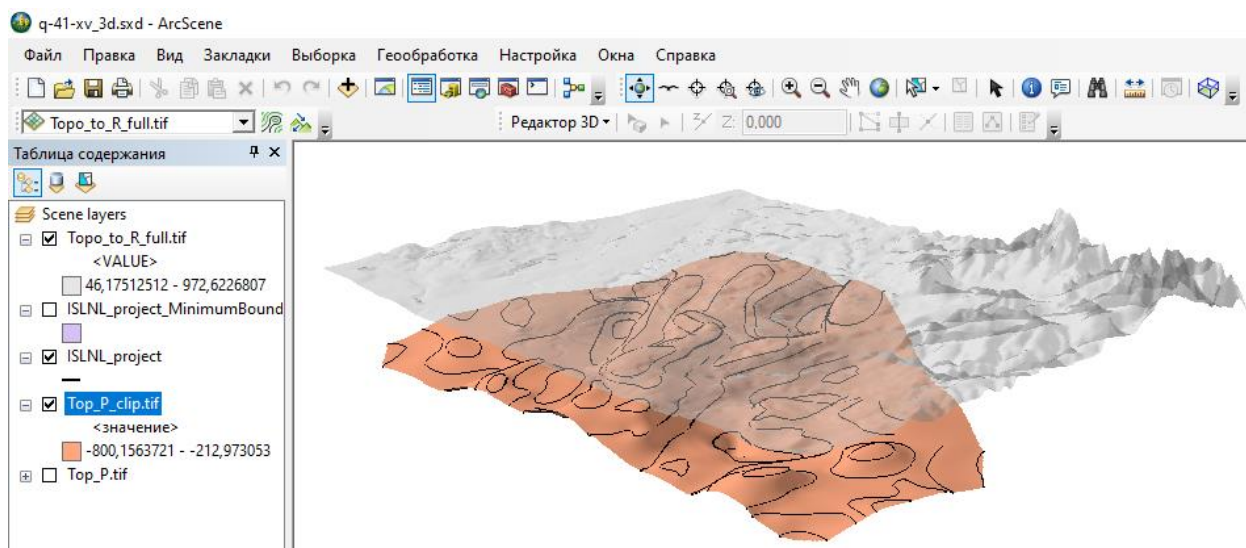 q-41-xv_3d.sxd - ArcScene
Файл Правка Вид Закладки Выборка Геообработка Настройка Окна Справка
Topo_to_R_full.tif Редактор 3D Z: 0,000
Таблица содержания
Scene layers
Topo_to_R_full.tif
<VALUE>
46,17512512 - 972,6226807
ISLNL_project_MinimumBound
ISLNL_project
Top_P_clip.tif
<значение>
-800,1563721 - -212,973053
Top_P.tif